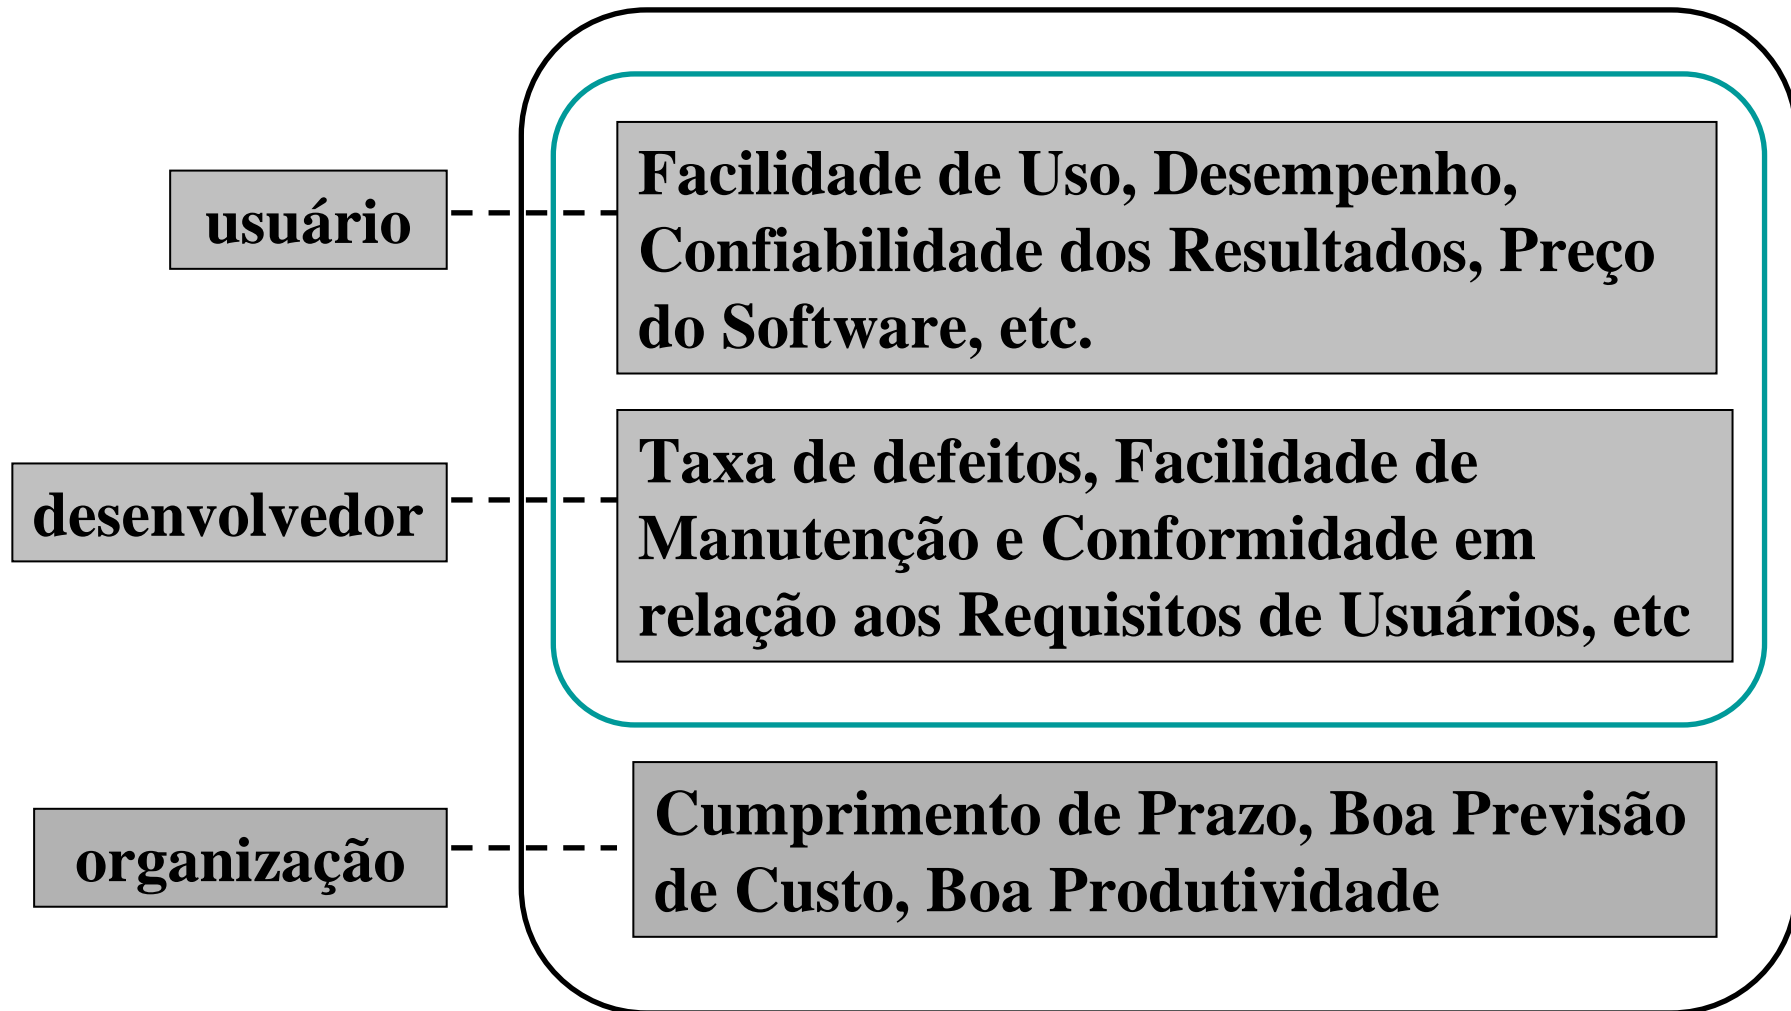 usuário
Facilidade de Uso, Desempenho,
Confiabilidade dos Resultados, Preço
do Software, etc.
desenvolvedor
Taxa de defeitos, Facilidade de
Manutenção e Conformidade em
relação aos Requisitos de Usuários, etc
organização
Cumprimento de Prazo, Boa Previsão
de Custo, Boa Produtividade